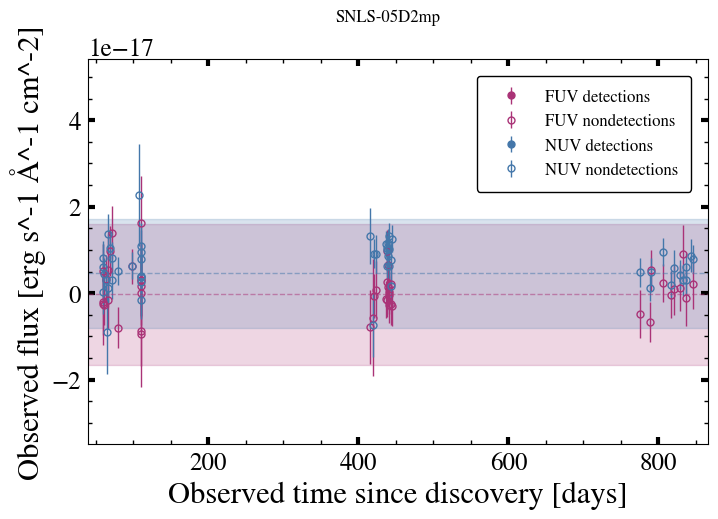 SNLS-05D2mp
1e−17
FUV detections
FUV nondetections
NUV detections
NUV nondetections
4
2
0
−2
200
400
600
800
Observed time since discovery [days]
Observed flux [erg s^-1 Å^-1 cm^-2]